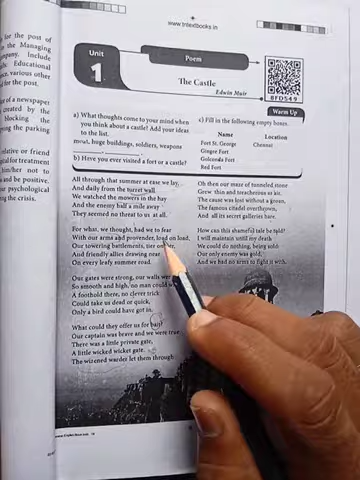 www.tntextbooks.in
s for the post of
o the Managing
ompany. Include
Educational
nce, various other
d for the post.
of a newspaper
created by the
blocking the
ying the parking
relative or friend
ital for treatment
him/her not to
s and be positive.
ur psychological
ng the crisis.
Unit
1
Poem
The Castle
Edwin Muir
8FD549
Warm Up
a) What thoughts come to your mind when
you think about a castle? Add your ideas
to the list.
moat, huge buildings, soldiers, weapons
b) Have you ever visited a fort or a castle?
c) Fill in the following empty boxes.
Name Location
Fort St. George Chennai
Gingee Fort
Golconda Fort
Red Fort
All through that summer at ease we lay,
And daily from the turret wall
We watched the mowers in the hay
And the enemy half a mile away
They seemed no threat to us at all.
For what, we thought, had we to fear
With our arms and provender, load on load,
Our towering battlements, tier on
And friendly allies drawing near
On every leafy summer road.
Our gates were strong, our walls were
So smooth and high, no man could
A foothold there, no clever trick
Could take us dead or quick,
Only a bird could have got in.
What could they offer us for bait?
Our captain was brave and we were true.
There was a little private gate,
A little wicked wicket gate.
The wizened warder let them through.
Oh then our maze of tunneled stone
Grew thin and treacherous as air.
The cause was lost without a groan,
The famous citadel overthrown,
And all its secret galleries bare.
How can this shameful tale be told?
I will maintain until my death
We could do nothing, being sold:
Our only enemy was gold,
And we had no arms to fight it with.